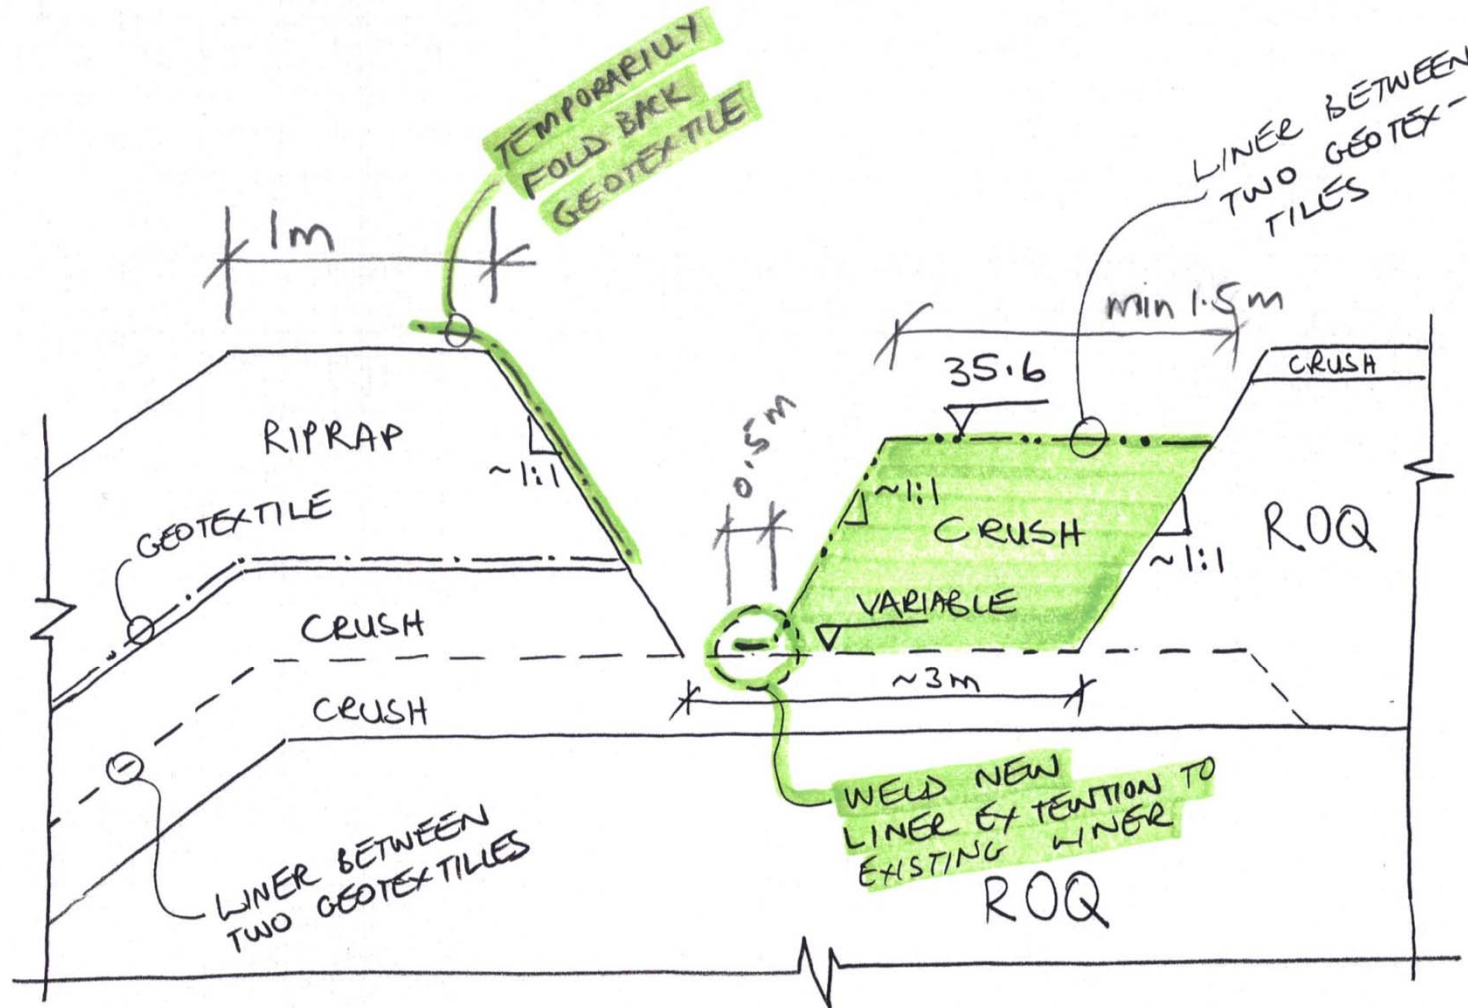 TEMPORARILY
FOLD BACK
GEOTEXTILE
LINER BETWEEN
TWO GEOTEX-
TILES
1m
min 1.5m
35.6
CRUSH
RIPRAP
~1:1
0.5m
~1:1
CRUSH
~1:1
ROQ
GEOTEXTILE
VARIABLE
CRUSH
~3m
CRUSH
WELD NEW
LINER EXTENTION TO
EXISTING LINER
LINER BETWEEN
TWO GEOTEXTILLES
ROQ